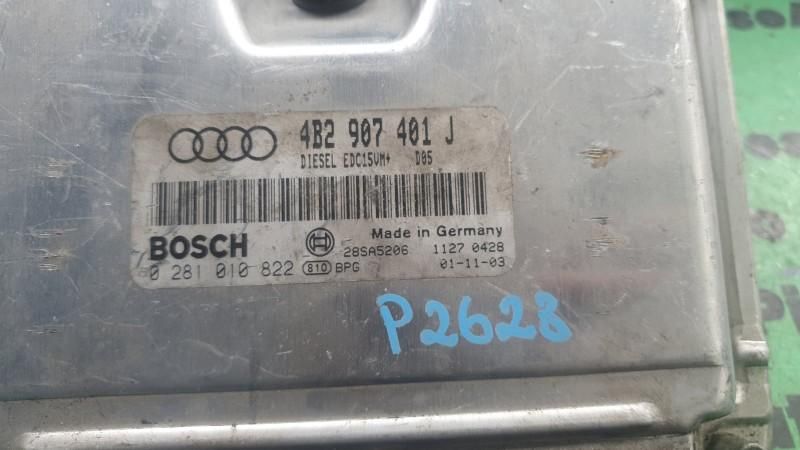 4B2 907 401 J
DIESEL EDC15VM+ D05
Made in Germany
BOSCH 28SA5206 1127 0428
0 281 010 822 810 BPG 01-11-03
P2628